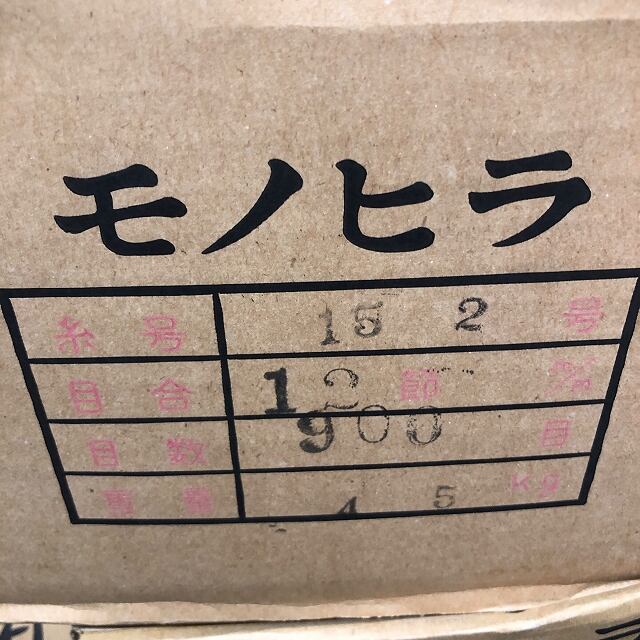 モノヒラ
糸号 15 2 号
目合 12 節
目数 900 目
重量 4 5 kg